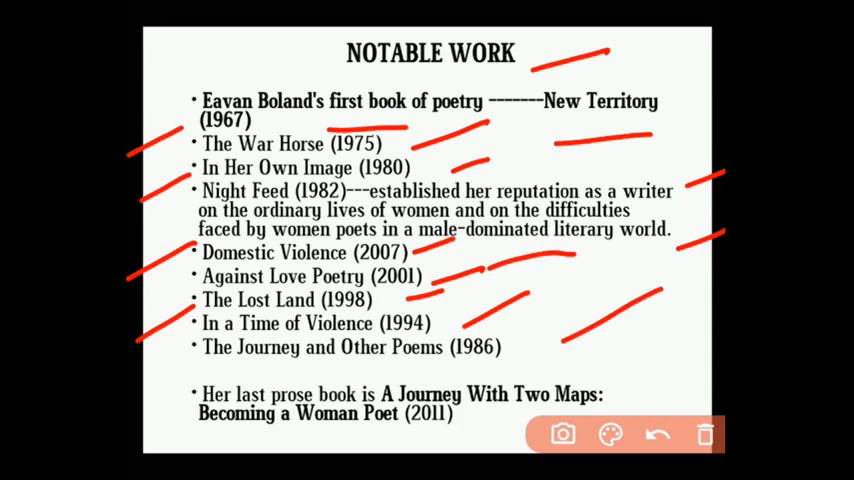 NOTABLE WORK
• Eavan Boland's first book of poetry -------New Territory
(1967)
• The War Horse (1975)
• In Her Own Image (1980)
• Night Feed (1982)---established her reputation as a writer
on the ordinary lives of women and on the difficulties
faced by women poets in a male-dominated literary world.
• Domestic Violence (2007)
• Against Love Poetry (2001)
• The Lost Land (1998)
• In a Time of Violence (1994)
• The Journey and Other Poems (1986)
• Her last prose book is A Journey With Two Maps:
Becoming a Woman Poet (2011)